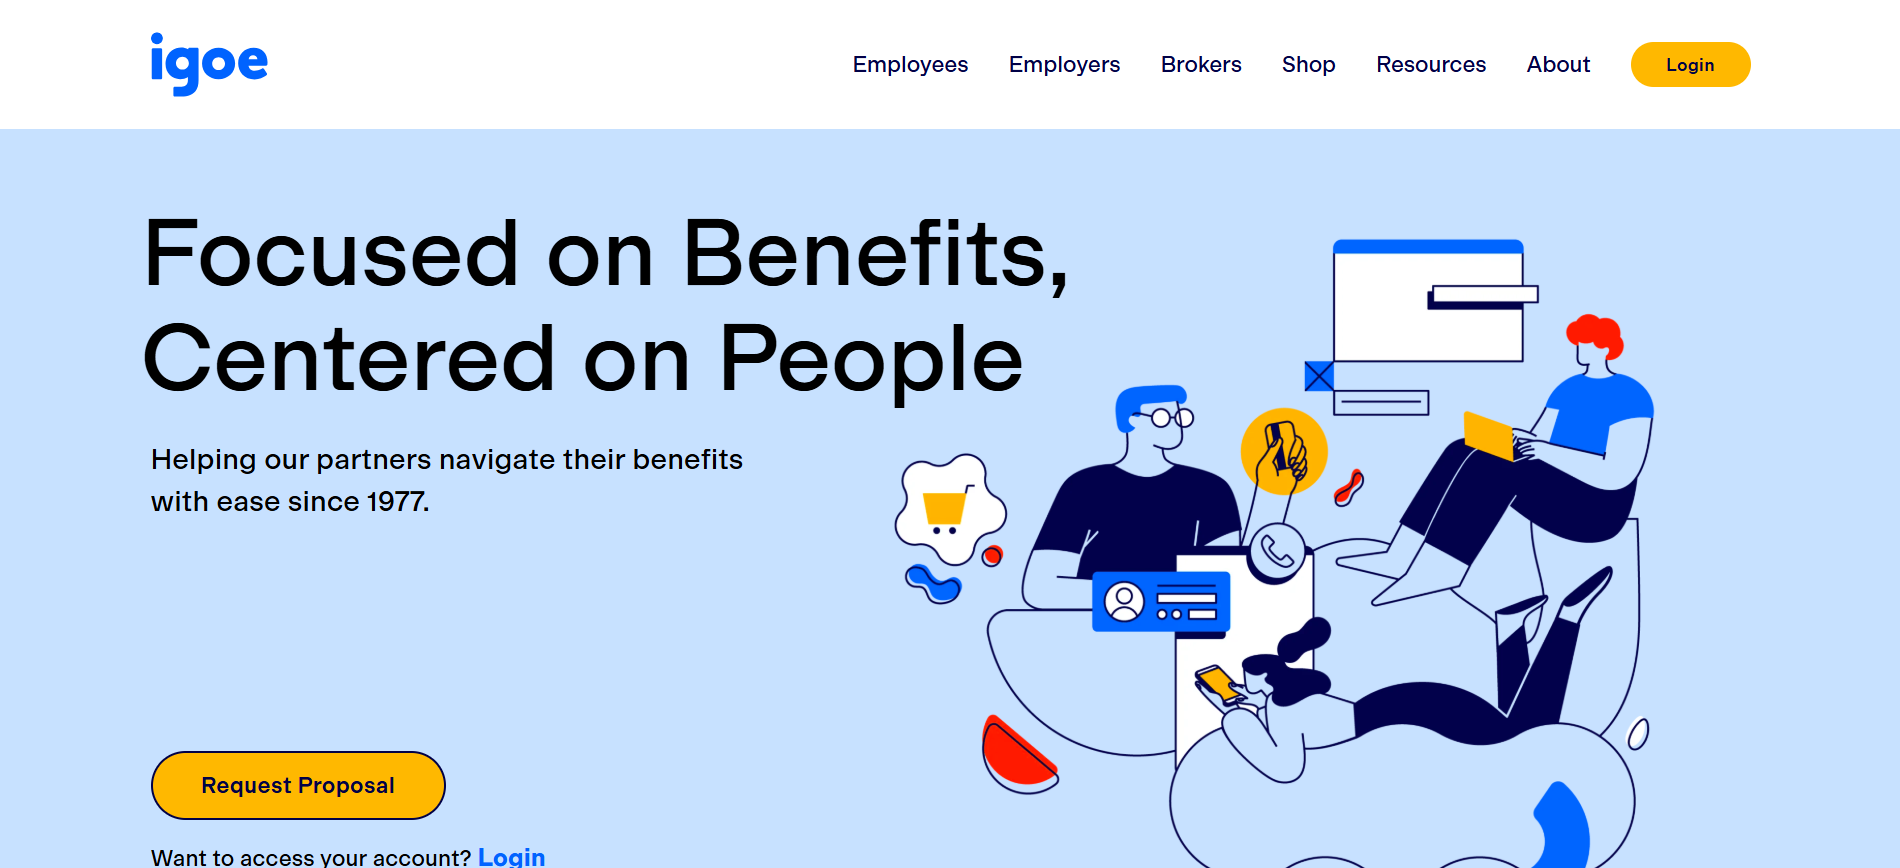 igoe
Employees Employers Brokers Shop Resources About Login
Focused on Benefits,
Centered on People
Helping our partners navigate their benefits
with ease since 1977.
Request Proposal
Want to access your account? Login